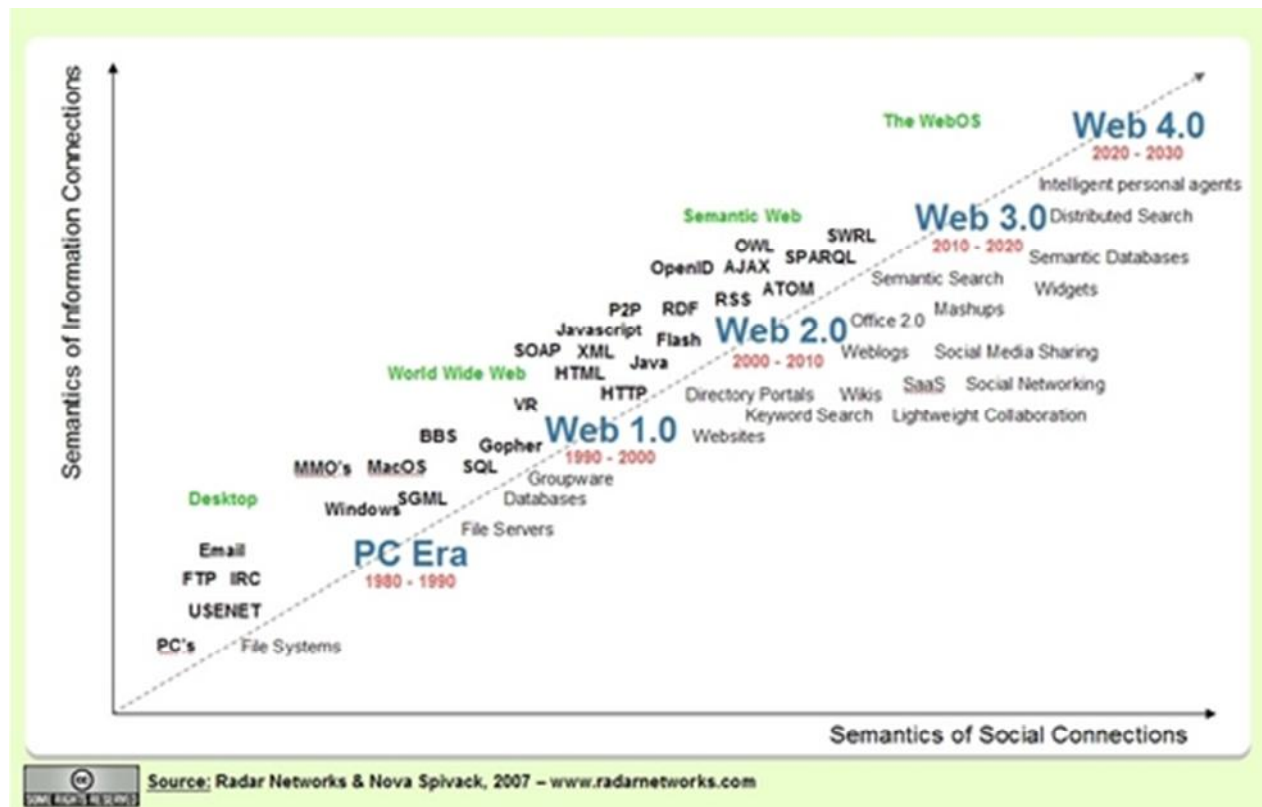 Semantics of Information Connections
The WebOS
Web 4.0
2020 - 2030
Intelligent personal agents
Semantic Web
Web 3.0
2010 - 2020
Distributed Search
SWRL
OWL
SPARQL
OpenID
AJAX
Semantic Databases
Semantic Search
ATOM
Widgets
RSS
P2P
RDF
Mashups
Office 2.0
Javascript
Flash
Web 2.0
2000 - 2010
SOAP
XML
Weblogs
Social Media Sharing
Java
World Wide Web
HTML
HTTP
Directory Portals
Wikis
SaaS
Social Networking
VR
Keyword Search
Lightweight Collaboration
BBS
Gopher
Web 1.0
1990 - 2000
Websites
MMO's
MacOS
SQL
Groupware
Desktop
SGML
Databases
Windows
File Servers
Email
PC Era
1980 - 1990
FTP
IRC
USENET
PC's
File Systems
Semantics of Social Connections
cc
SOME RIGHTS RESERVED
Source: Radar Networks & Nova Spivack, 2007 – www.radarnetworks.com